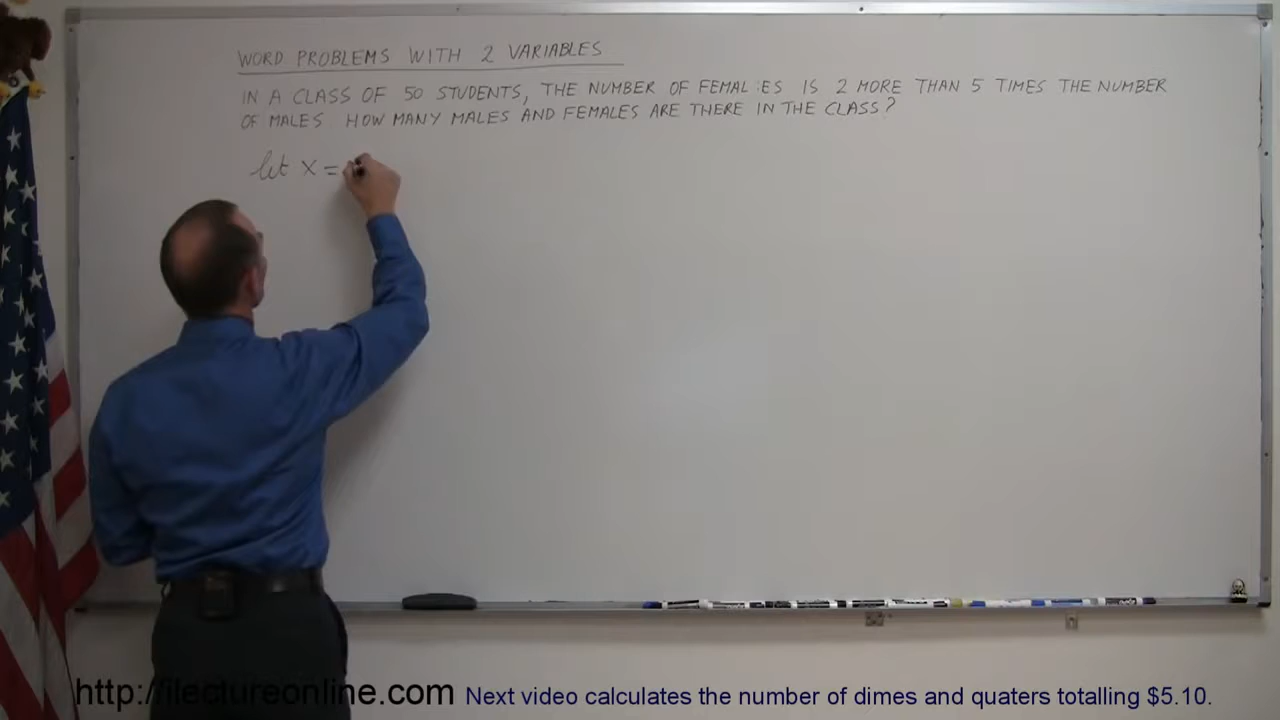 WORD PROBLEMS WITH 2 VARIABLES
IN A CLASS OF 50 STUDENTS, THE NUMBER OF FEMALES IS 2 MORE THAN 5 TIMES THE NUMBER
OF MALES. HOW MANY MALES AND FEMALES ARE THERE IN THE CLASS?
let x =
http://ilectureonline.com Next video calculates the number of dimes and quaters totalling $5.10.